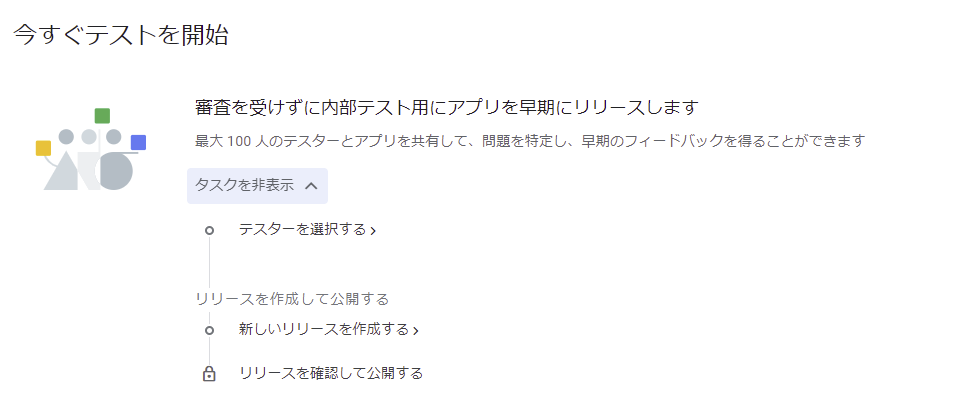 今すぐテストを開始
審査を受けずに内部テスト用にアプリを早期にリリースします
最大 100 人のテスターとアプリを共有して、問題を特定し、早期のフィードバックを得ることができます
タスクを非表示
テスターを選択する
リリースを作成して公開する
新しいリリースを作成する
リリースを確認して公開する